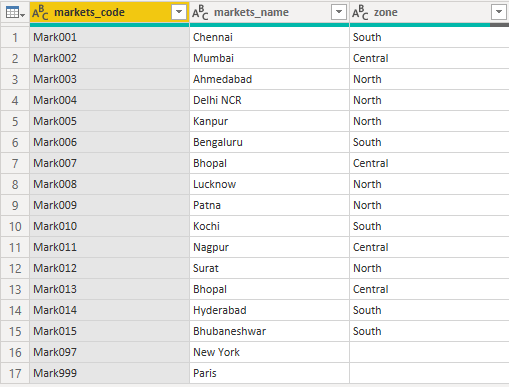 ABC markets_code ABC markets_name ABC zone
1 Mark001 Chennai South
2 Mark002 Mumbai Central
3 Mark003 Ahmedabad North
4 Mark004 Delhi NCR North
5 Mark005 Kanpur North
6 Mark006 Bengaluru South
7 Mark007 Bhopal Central
8 Mark008 Lucknow North
9 Mark009 Patna North
10 Mark010 Kochi South
11 Mark011 Nagpur Central
12 Mark012 Surat North
13 Mark013 Bhopal Central
14 Mark014 Hyderabad South
15 Mark015 Bhubaneshwar South
16 Mark097 New York
17 Mark999 Paris